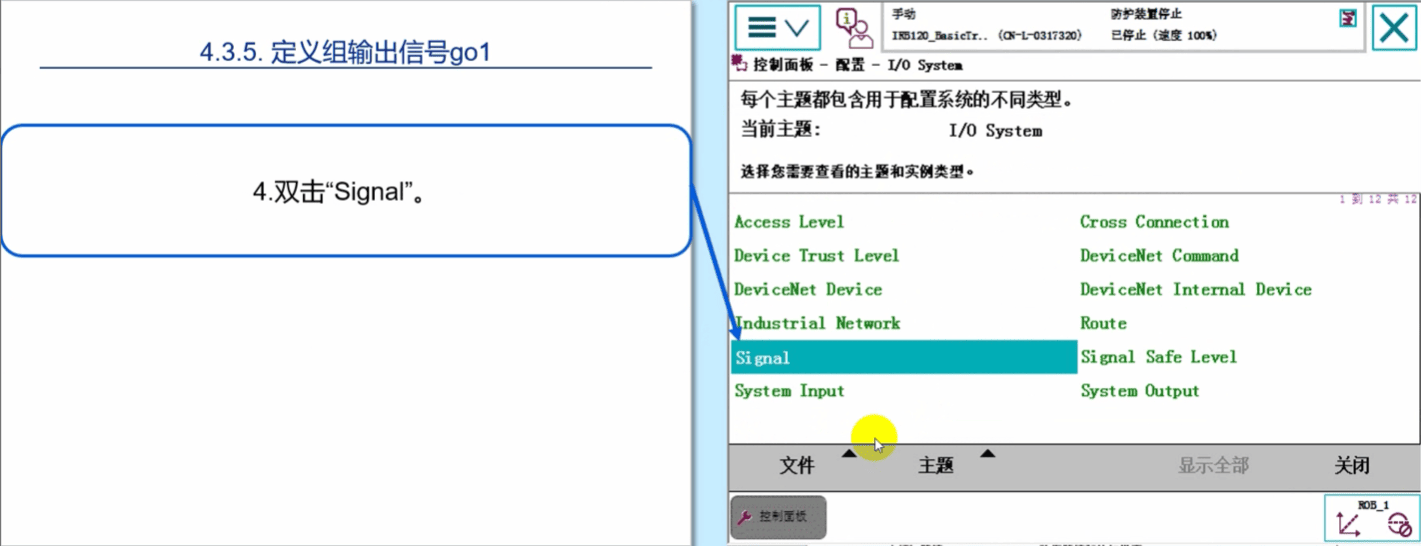 4.3.5. 定义组输出信号go1
4.双击“Signal”。
手动
防护装置停止
IRB120_BasicTr.. (CN-L-0317320)
已停止 (速度 100%)
控制面板 - 配置 - I/O System
每个主题都包含用于配置系统的不同类型。
当前主题: I/O System
选择您需要查看的主题和实例类型。
1 到 12 共 12
Access Level
Cross Connection
Device Trust Level
DeviceNet Command
DeviceNet Device
DeviceNet Internal Device
Industrial Network
Route
Signal
Signal Safe Level
System Input
System Output
文件
主题
显示全部
关闭
控制面板
ROB_1